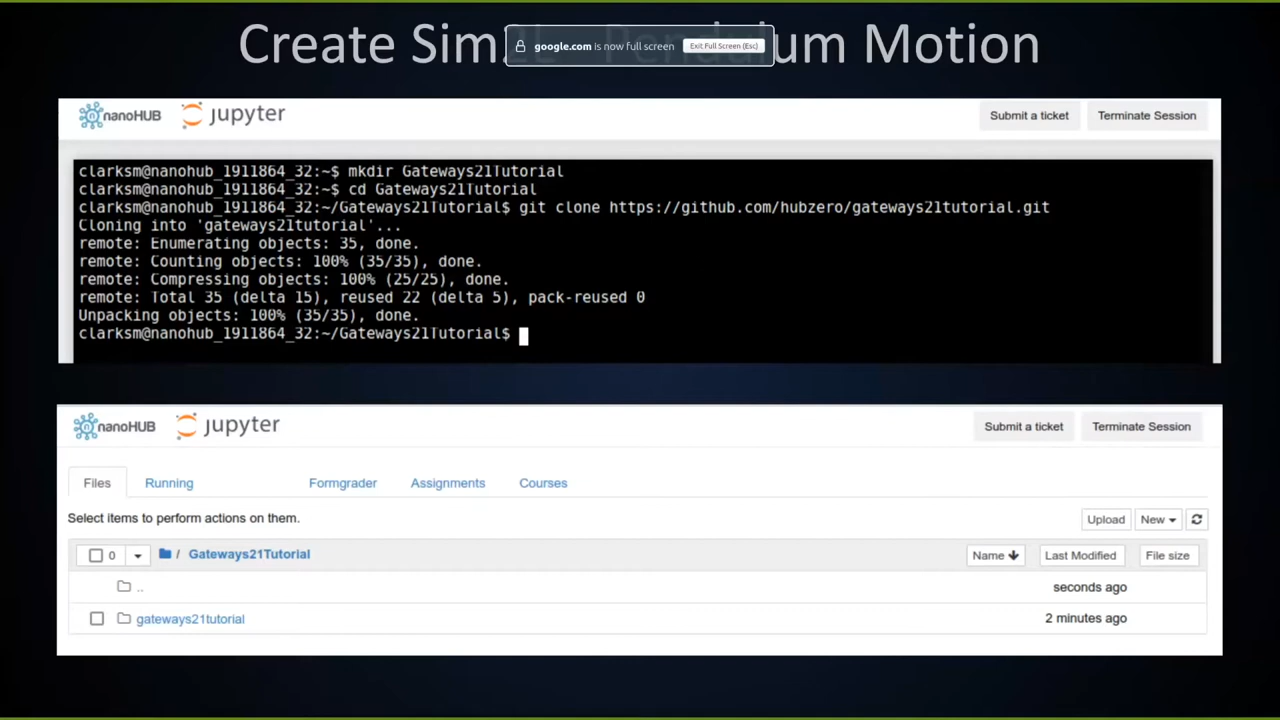 Create Sim2L - Pendulum Motion
google.com is now full screen Exit Full Screen (Esc)
nanoHUB jupyter Submit a ticket Terminate Session
clarksm@nanohub_1911864_32:~$ mkdir Gateways21Tutorial
clarksm@nanohub_1911864_32:~$ cd Gateways21Tutorial
clarksm@nanohub_1911864_32:~/Gateways21Tutorial$ git clone https://github.com/hubzero/gateways21tutorial.git
Cloning into 'gateways21tutorial'...
remote: Enumerating objects: 35, done.
remote: Counting objects: 100% (35/35), done.
remote: Compressing objects: 100% (25/25), done.
remote: Total 35 (delta 15), reused 22 (delta 5), pack-reused 0
Unpacking objects: 100% (35/35), done.
clarksm@nanohub_1911864_32:~/Gateways21Tutorial$
nanoHUB jupyter Submit a ticket Terminate Session
Files Running Formgrader Assignments Courses
Select items to perform actions on them. Upload New
0 / Gateways21Tutorial Name Last Modified File size
.. seconds ago
gateways21tutorial 2 minutes ago